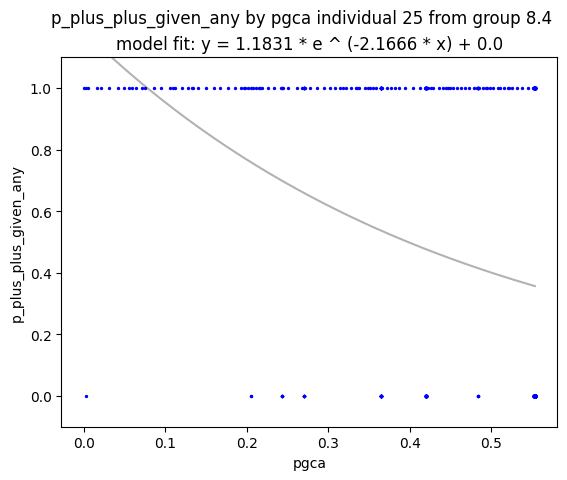 p_plus_plus_given_any by pgca individual 25 from group 8.4
model fit: y = 1.1831 * e ^ (-2.1666 * x) + 0.0
1.0
0.8
0.6
0.4
0.2
0.0
p_plus_plus_given_any
0.0 0.1 0.2 0.3 0.4 0.5
pgca